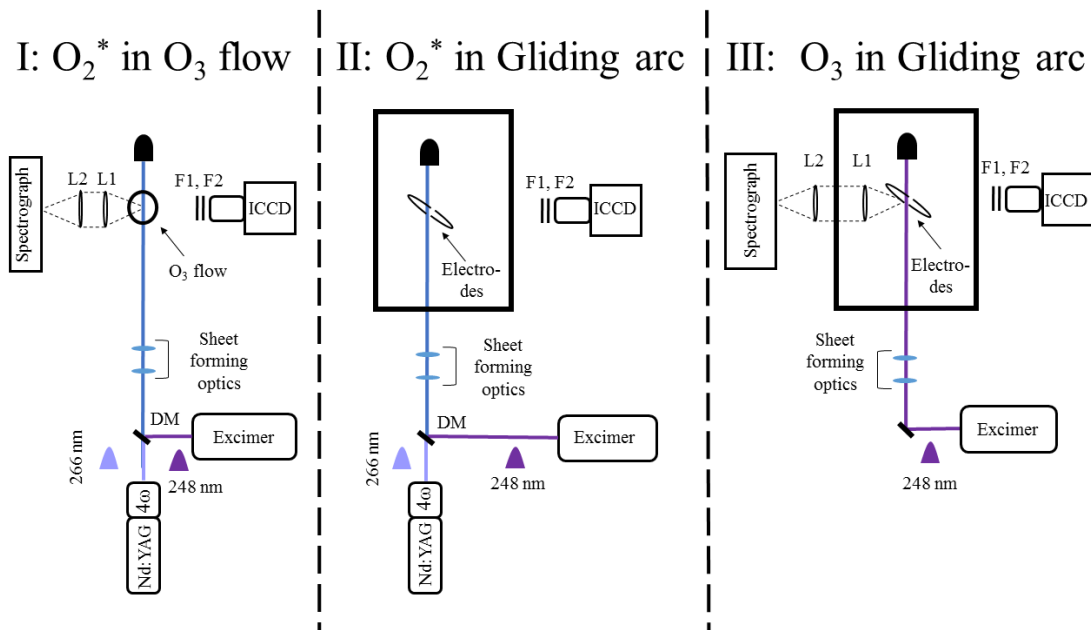 I: O₂* in O₃ flow
Spectrograph
L2
L1
F1, F2
ICCD
O₃ flow
Sheet
forming
optics
DM
Excimer
266 nm
248 nm
4ω
Nd:YAG
II: O₂* in Gliding arc
F1, F2
ICCD
Electro-
des
Sheet
forming
optics
DM
Excimer
266 nm
248 nm
4ω
Nd:YAG
III: O₃ in Gliding arc
Spectrograph
L2
L1
F1, F2
ICCD
Electro-
des
Sheet
forming
optics
Excimer
248 nm